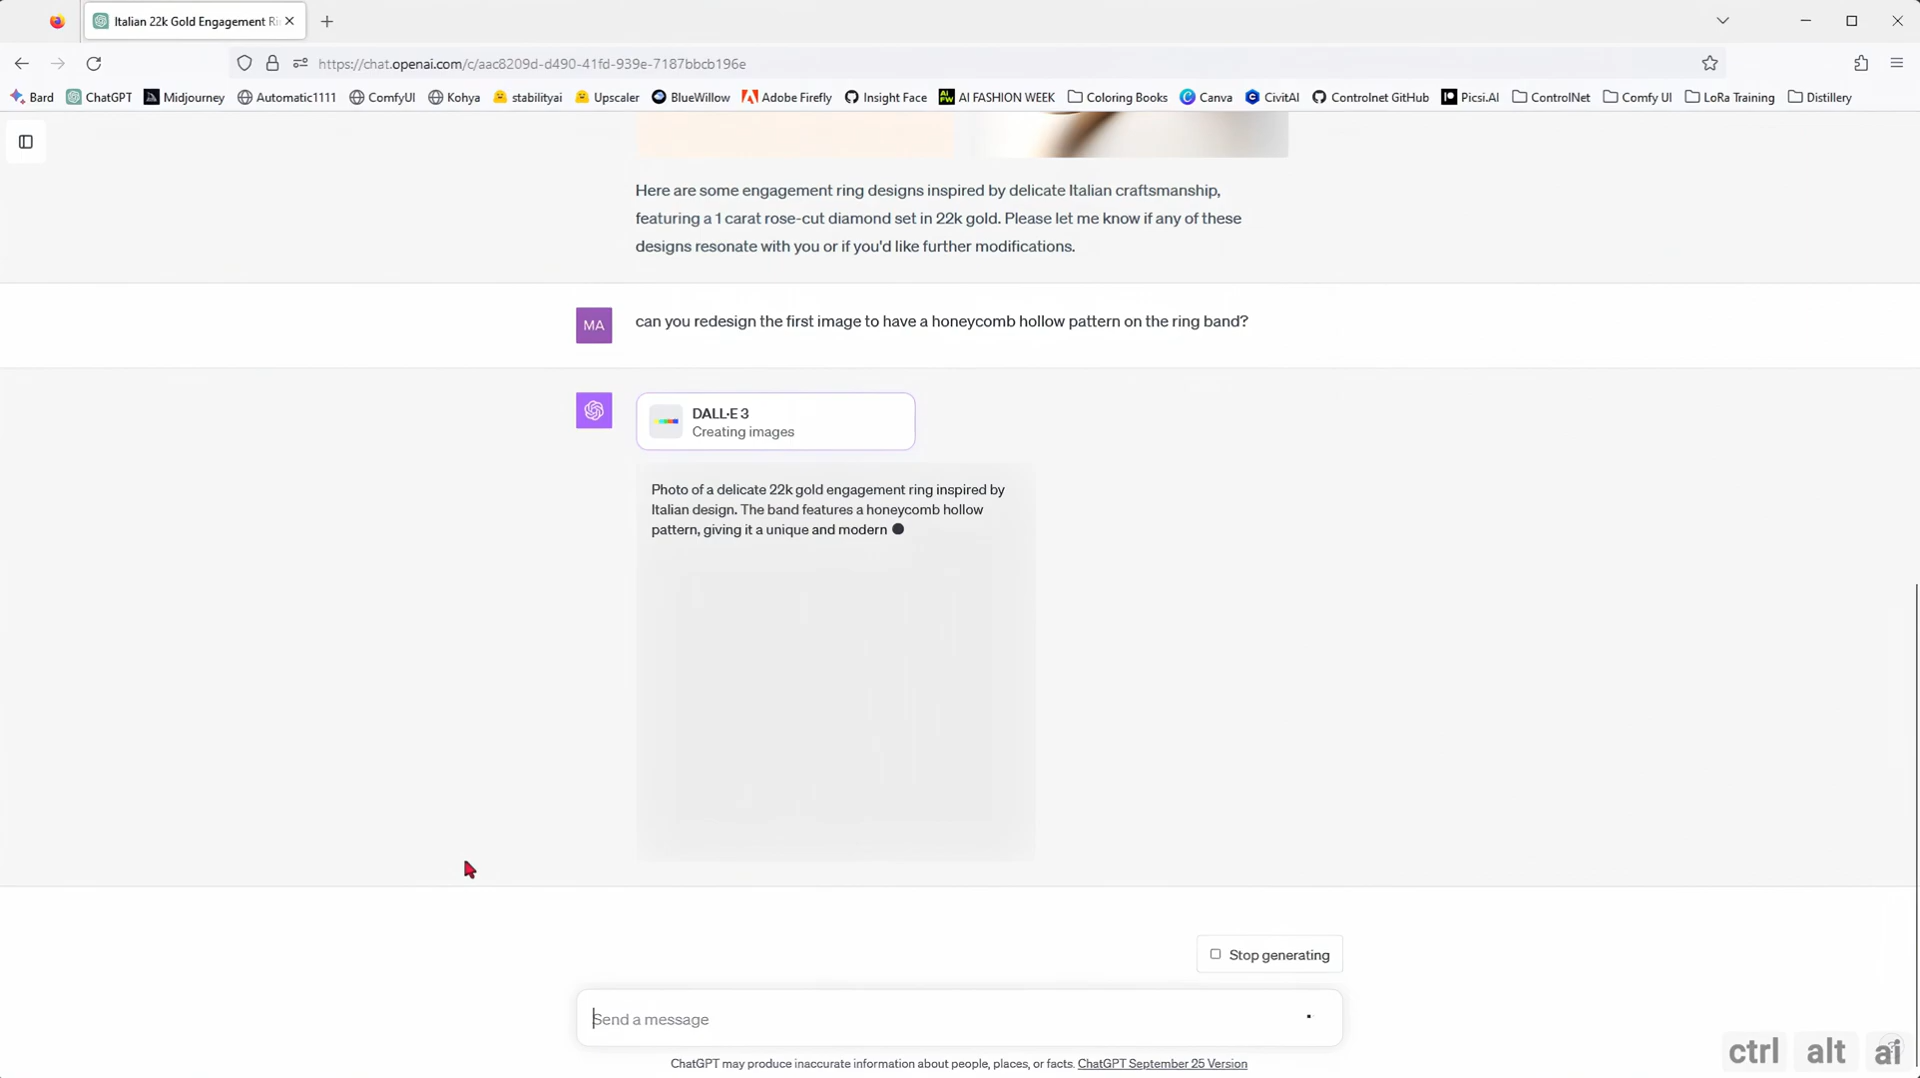 Italian 22k Gold Engagement Ri
https://chat.openai.com/c/aac8209d-d490-41fd-939e-7187bbcb196e
Bard ChatGPT Midjourney Automatic1111 ComfyUI Kohya stabilityai Upscaler BlueWillow Adobe Firefly Insight Face AI FASHION WEEK Coloring Books Canva CivitAI Controlnet GitHub Picsi.AI ControlNet Comfy UI LoRa Training Distillery
Here are some engagement ring designs inspired by delicate Italian craftsmanship,
featuring a 1 carat rose-cut diamond set in 22k gold. Please let me know if any of these
designs resonate with you or if you'd like further modifications.
MA
can you redesign the first image to have a honeycomb hollow pattern on the ring band?
DALL·E 3
Creating images
Photo of a delicate 22k gold engagement ring inspired by
Italian design. The band features a honeycomb hollow
pattern, giving it a unique and modern
Stop generating
Send a message
ChatGPT may produce inaccurate information about people, places, or facts. ChatGPT September 25 Version
ctrl alt ai